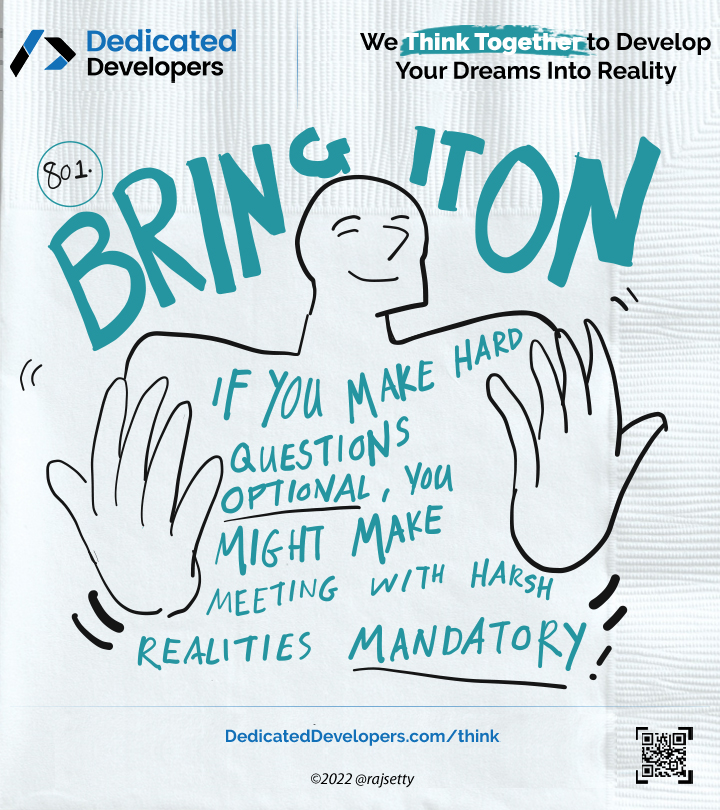 Dedicated
Developers
We Think Together to Develop
Your Dreams Into Reality
801.
BRING IT ON
IF YOU MAKE HARD
QUESTIONS
OPTIONAL, YOU
MIGHT MAKE
MEETING WITH HARSH
REALITIES MANDATORY
DedicatedDevelopers.com/think
©2022 @rajsetty